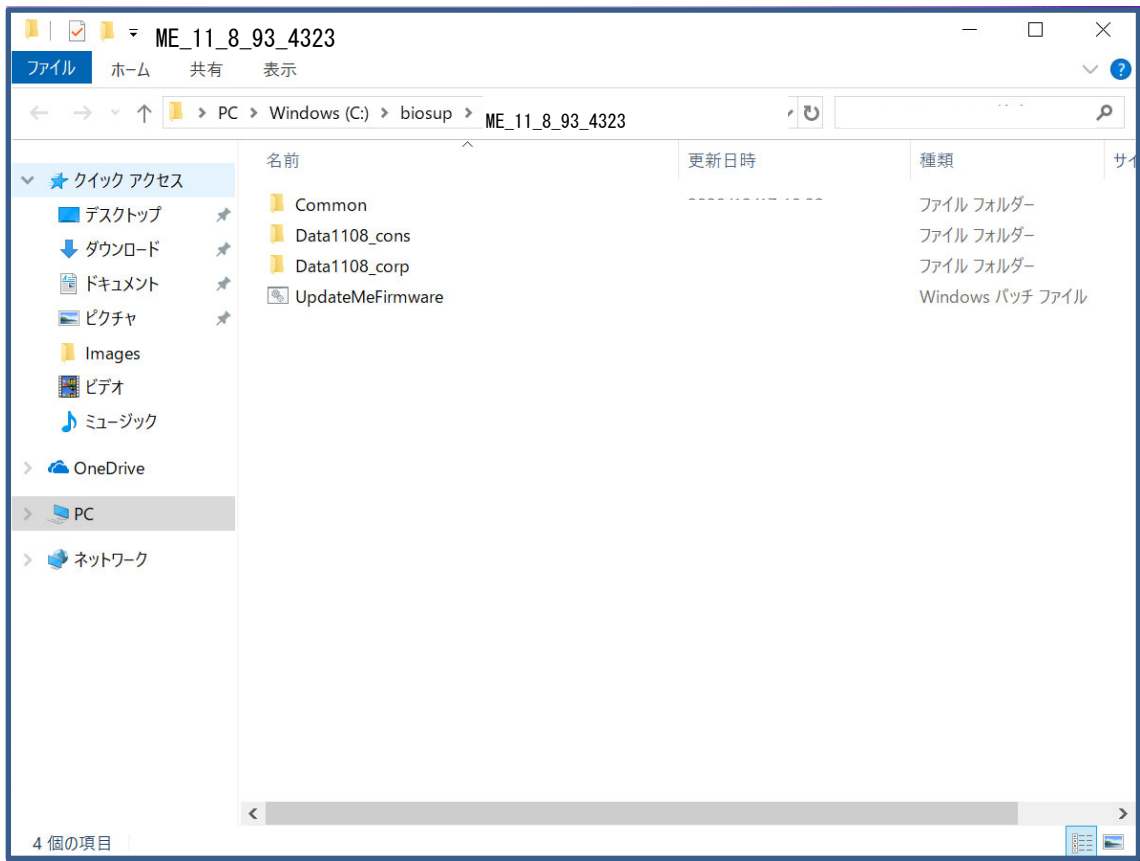 ME_11_8_93_4323
ファイル ホーム 共有 表示
PC Windows (C:) biosup ME_11_8_93_4323
名前 更新日時 種類
クイック アクセス
デスクトップ
ダウンロード
ドキュメント
ピクチャ
Images
ビデオ
ミュージック
OneDrive
PC
ネットワーク
Common ファイル フォルダー
Data1108_cons ファイル フォルダー
Data1108_corp ファイル フォルダー
UpdateMeFirmware Windows バッチ ファイル
4 個の項目